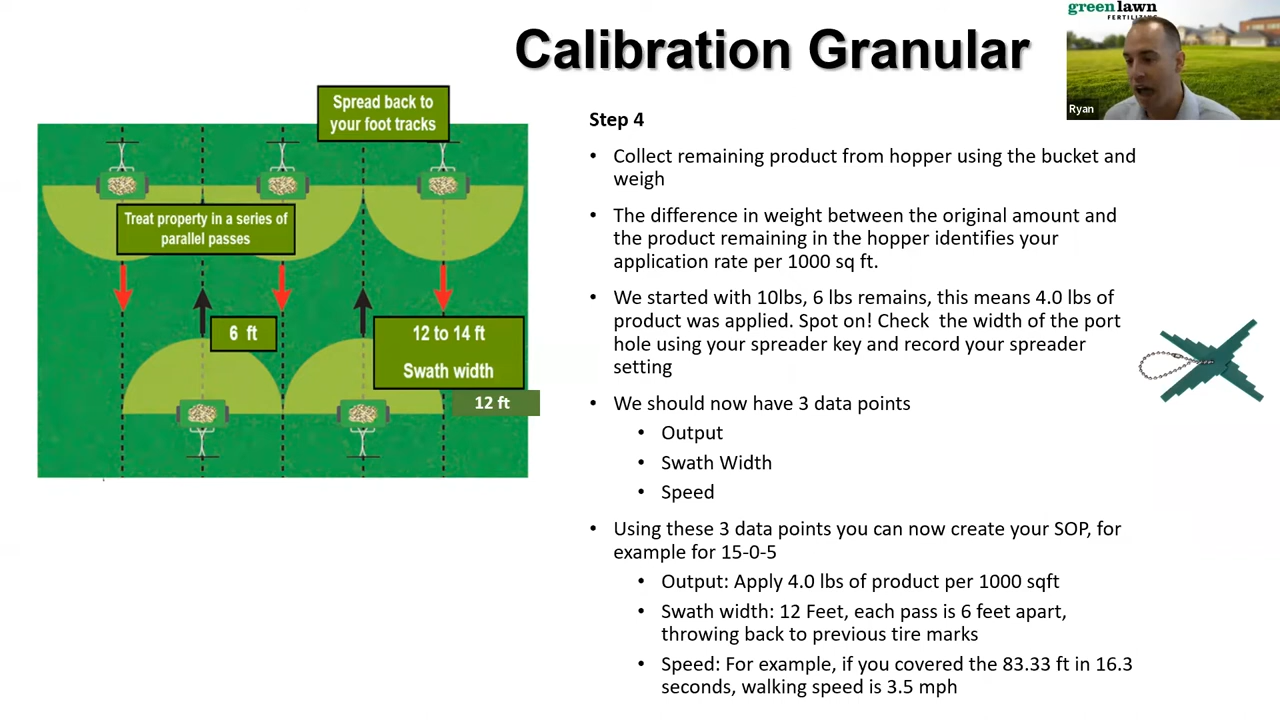 green lawn
FERTILIZING
Calibration Granular
Ryan
Spread back to
your foot tracks
Treat property in a series of
parallel passes
6 ft
12 to 14 ft
Swath width
12 ft
Step 4
• Collect remaining product from hopper using the bucket and
weigh
• The difference in weight between the original amount and
the product remaining in the hopper identifies your
application rate per 1000 sq ft.
• We started with 10lbs, 6 lbs remains, this means 4.0 lbs of
product was applied. Spot on! Check the width of the port
hole using your spreader key and record your spreader
setting
• We should now have 3 data points
• Output
• Swath Width
• Speed
• Using these 3 data points you can now create your SOP, for
example for 15-0-5
• Output: Apply 4.0 lbs of product per 1000 sqft
• Swath width: 12 Feet, each pass is 6 feet apart,
throwing back to previous tire marks
• Speed: For example, if you covered the 83.33 ft in 16.3
seconds, walking speed is 3.5 mph